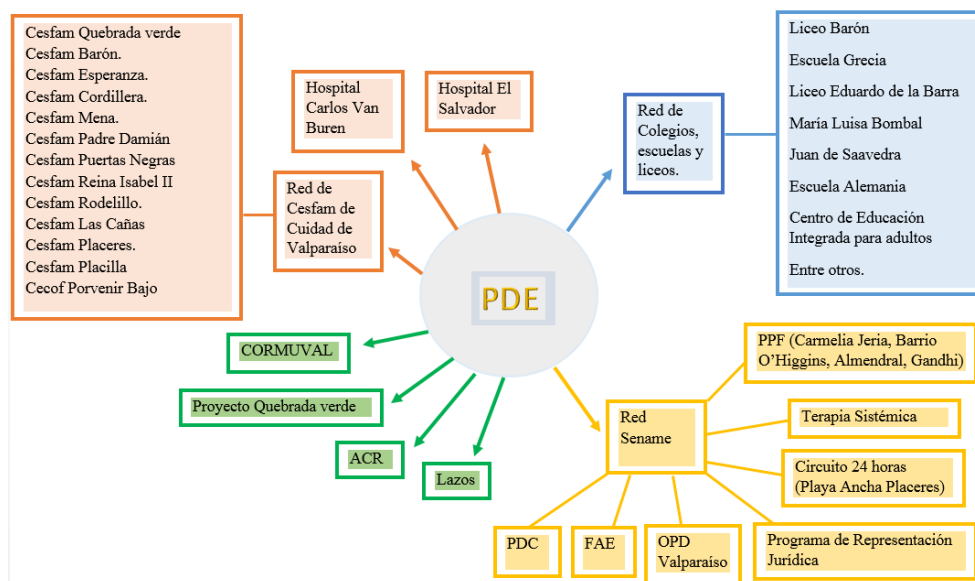 Cesfam Quebrada verde
Cesfam Barón.
Cesfam Esperanza.
Cesfam Cordillera.
Cesfam Mena.
Cesfam Padre Damián
Cesfam Puertas Negras
Cesfam Reina Isabel II
Cesfam Rodelillo.
Cesfam Las Cañas
Cesfam Placeres.
Cesfam Placilla
Cecof Porvenir Bajo
Hospital
Carlos Van
Buren
Hospital El
Salvador
Red de
Cesfam de
Cuidad de
Valparaíso
Red de
Colegios,
escuelas y
liceos.
Liceo Barón
Escuela Grecia
Liceo Eduardo de la Barra
María Luisa Bombal
Juan de Saavedra
Escuela Alemania
Centro de Educación
Integrada para adultos
Entre otros.
PDE
CORMUVAL
Proyecto Quebrada verde
ACR
Lazos
Red
Sename
PPF (Carmelia Jeria, Barrio
O’Higgins, Almendral, Gandhi)
Terapia Sistémica
Circuito 24 horas
(Playa Ancha Placeres)
Programa de Representación
Jurídica
PDC
FAE
OPD
Valparaíso